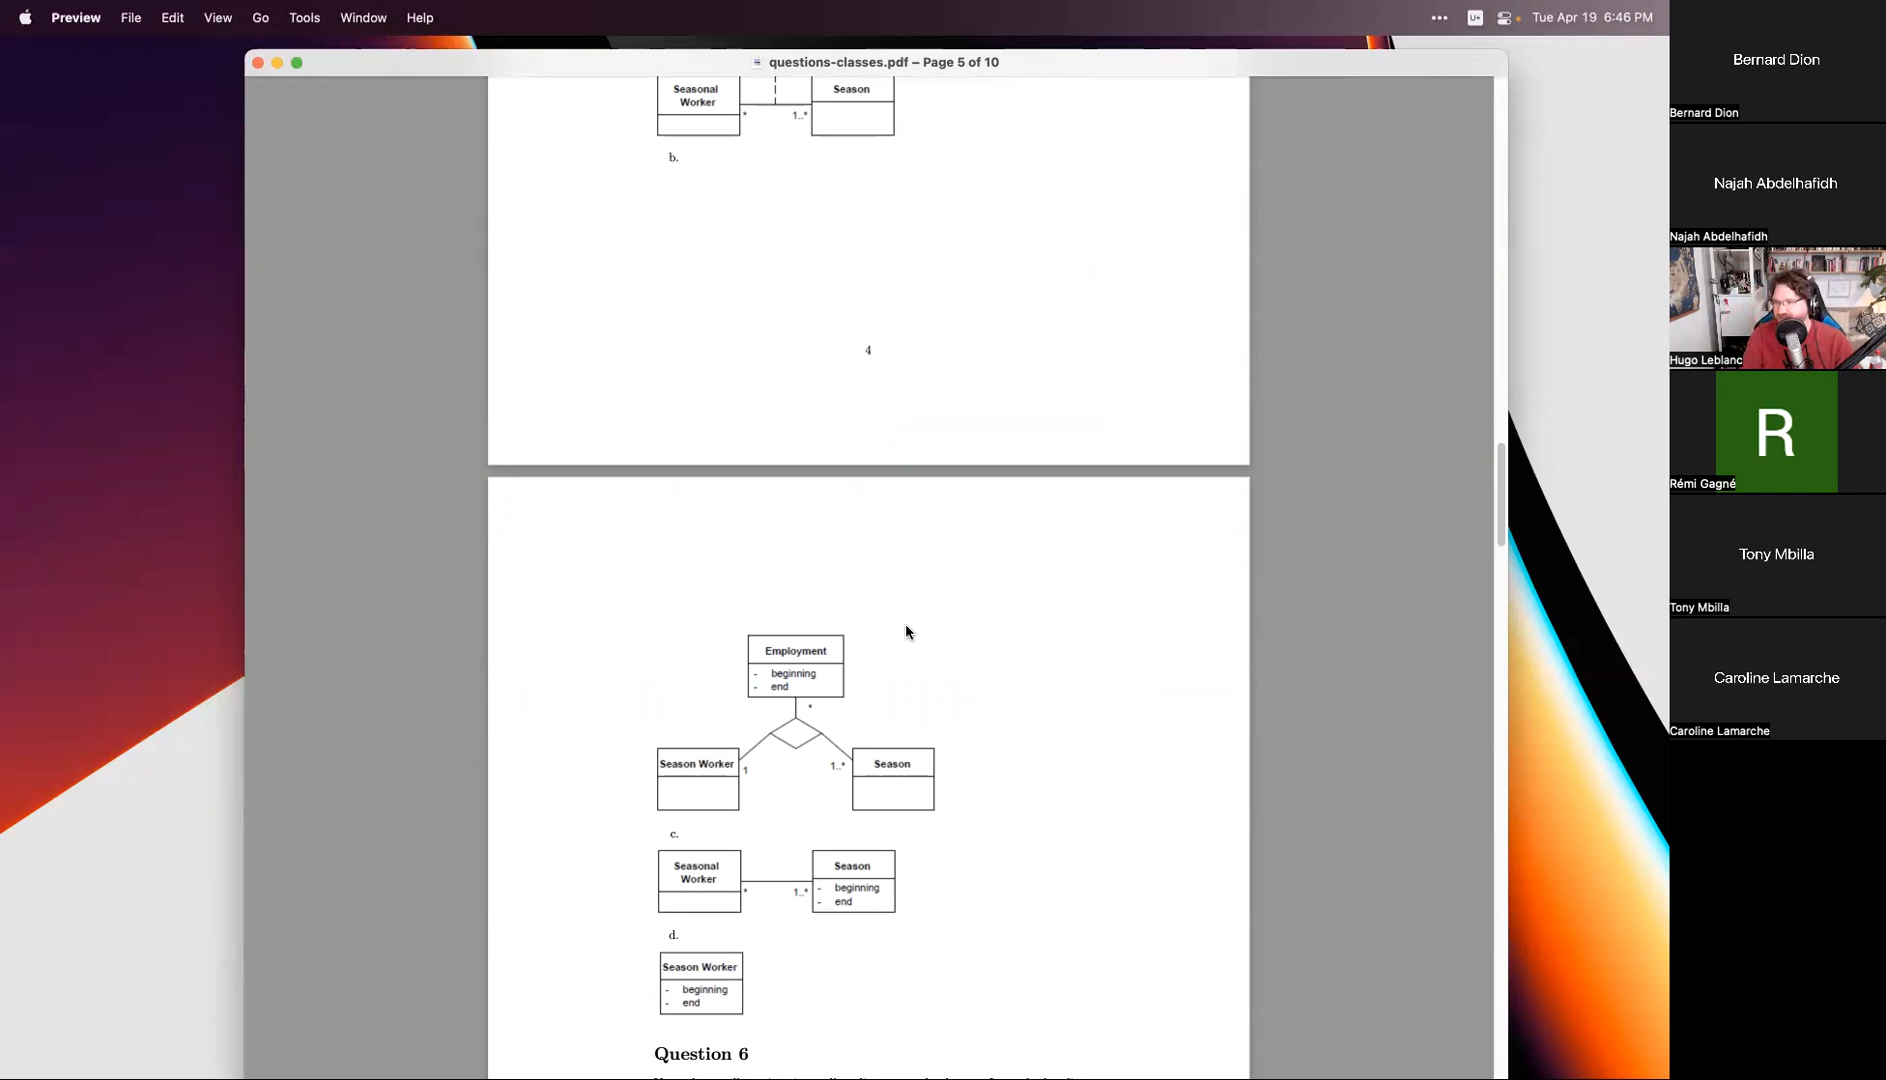 Preview File Edit View Go Tools Window Help
U+
Tue Apr 19 6:46 PM
questions-classes.pdf – Page 5 of 10
Seasonal
Worker
* 1..*
Season
b.
4
Employment
- beginning
- end
*
Season Worker
1 1..*
Season
c.
Seasonal
Worker
* 1..*
Season
- beginning
- end
d.
Season Worker
- beginning
- end
Question 6
Bernard Dion
Bernard Dion
Najah Abdelhafidh
Najah Abdelhafidh
Hugo Leblanc
R
Rémi Gagné
Tony Mbilla
Tony Mbilla
Caroline Lamarche
Caroline Lamarche